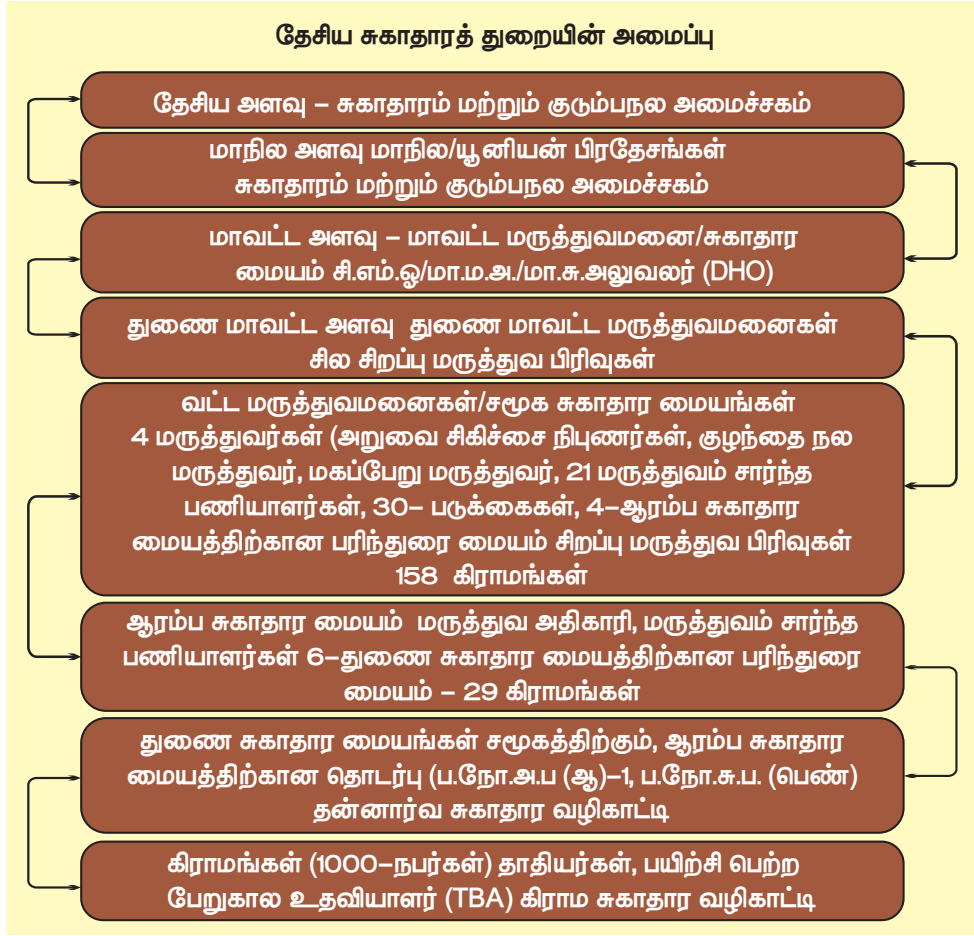 தேசிய சுகாதாரத் துறையின் அமைப்பு
தேசிய அளவு – சுகாதாரம் மற்றும் குடும்பநல அமைச்சகம்
மாநில அளவு மாநில/யூனியன் பிரதேசங்கள்
சுகாதாரம் மற்றும் குடும்பநல அமைச்சகம்
மாவட்ட அளவு – மாவட்ட மருத்துவமனை/சுகாதார
மையம் சி.எம்.ஓ/மா.ம.அ./மா.சு.அலுவலர் (DHO)
துணை மாவட்ட அளவு துணை மாவட்ட மருத்துவமனைகள்
சில சிறப்பு மருத்துவ பிரிவுகள்
வட்ட மருத்துவமனைகள்/சமூக சுகாதார மையங்கள்
4 மருத்துவர்கள் (அறுவை சிகிச்சை நிபுணர்கள், குழந்தை நல
மருத்துவர், மகப்பேறு மருத்துவர், 21 மருத்துவம் சார்ந்த
பணியாளர்கள், 30– படுக்கைகள், 4–ஆரம்ப சுகாதார
மையத்திற்கான பரிந்துரை மையம் சிறப்பு மருத்துவ பிரிவுகள்
158 கிராமங்கள்
ஆரம்ப சுகாதார மையம் மருத்துவ அதிகாரி, மருத்துவம் சார்ந்த
பணியாளர்கள் 6–துணை சுகாதார மையத்திற்கான பரிந்துரை
மையம் – 29 கிராமங்கள்
துணை சுகாதார மையங்கள் சமூகத்திற்கும், ஆரம்ப சுகாதார
மையத்திற்கான தொடர்பு (ப.நோ.அ.ப (ஆ)–1, ப.நோ.சு.ப. (பெண்)
தன்னார்வ சுகாதார வழிகாட்டி
கிராமங்கள் (1000–நபர்கள்) தாதியர்கள், பயிற்சி பெற்ற
பேறுகால உதவியாளர் (TBA) கிராம சுகாதார வழிகாட்டி